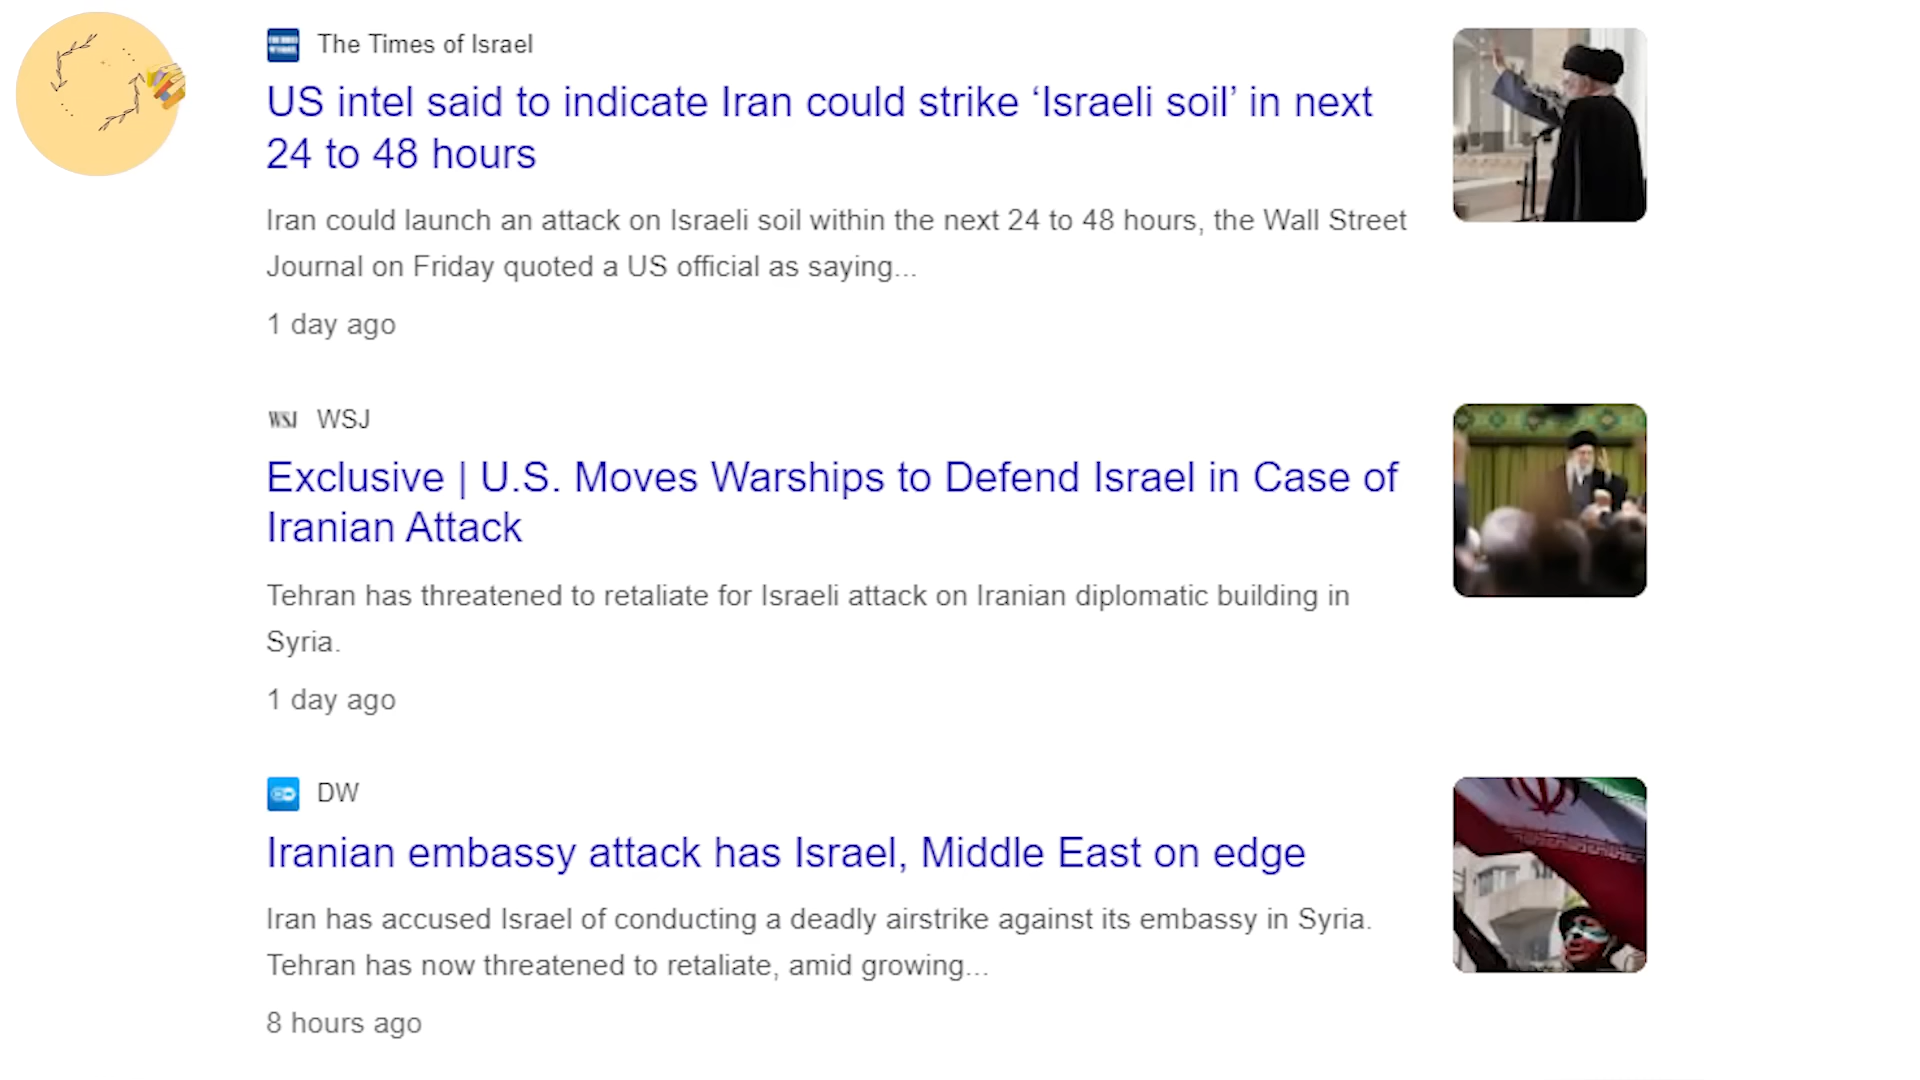 The Times of Israel
US intel said to indicate Iran could strike ‘Israeli soil’ in next
24 to 48 hours
Iran could launch an attack on Israeli soil within the next 24 to 48 hours, the Wall Street
Journal on Friday quoted a US official as saying...
1 day ago
WSJ WSJ
Exclusive | U.S. Moves Warships to Defend Israel in Case of
Iranian Attack
Tehran has threatened to retaliate for Israeli attack on Iranian diplomatic building in
Syria.
1 day ago
DW
Iranian embassy attack has Israel, Middle East on edge
Iran has accused Israel of conducting a deadly airstrike against its embassy in Syria.
Tehran has now threatened to retaliate, amid growing...
8 hours ago